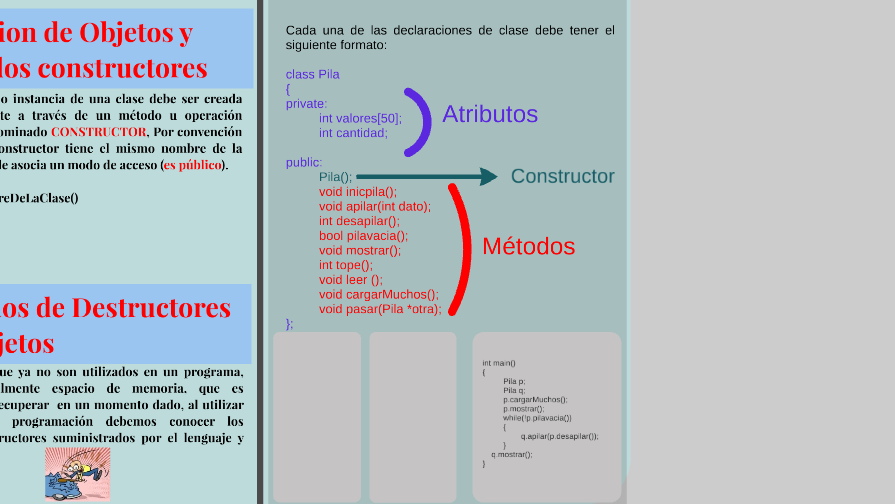 ion de Objetos y
los constructores
o instancia de una clase debe ser creada
te a través de un método u operación
ominado CONSTRUCTOR, Por convención
onstructor tiene el mismo nombre de la
le asocia un modo de acceso (es público).
reDeLaClase()
los de Destructores
jetos
ue ya no son utilizados en un programa,
lmente espacio de memoria, que es
ecuperar en un momento dado, al utilizar
programación debemos conocer los
ructores suministrados por el lenguaje y
Cada una de las declaraciones de clase debe tener el
siguiente formato:
class Pila
{
private:
int valores[50];
int cantidad;
Atributos
public:
Pila();
Constructor
void inicpila();
void apilar(int dato);
int desapilar();
bool pilavacia();
void mostrar();
int tope();
void leer ();
void cargarMuchos();
void pasar(Pila *otra);
Métodos
};
int main()
{
Pila p;
Pila q;
p.cargarMuchos();
p.mostrar();
while(!p pilavacia())
{
q.apilar(p.desapilar());
}
q.mostrar();
}